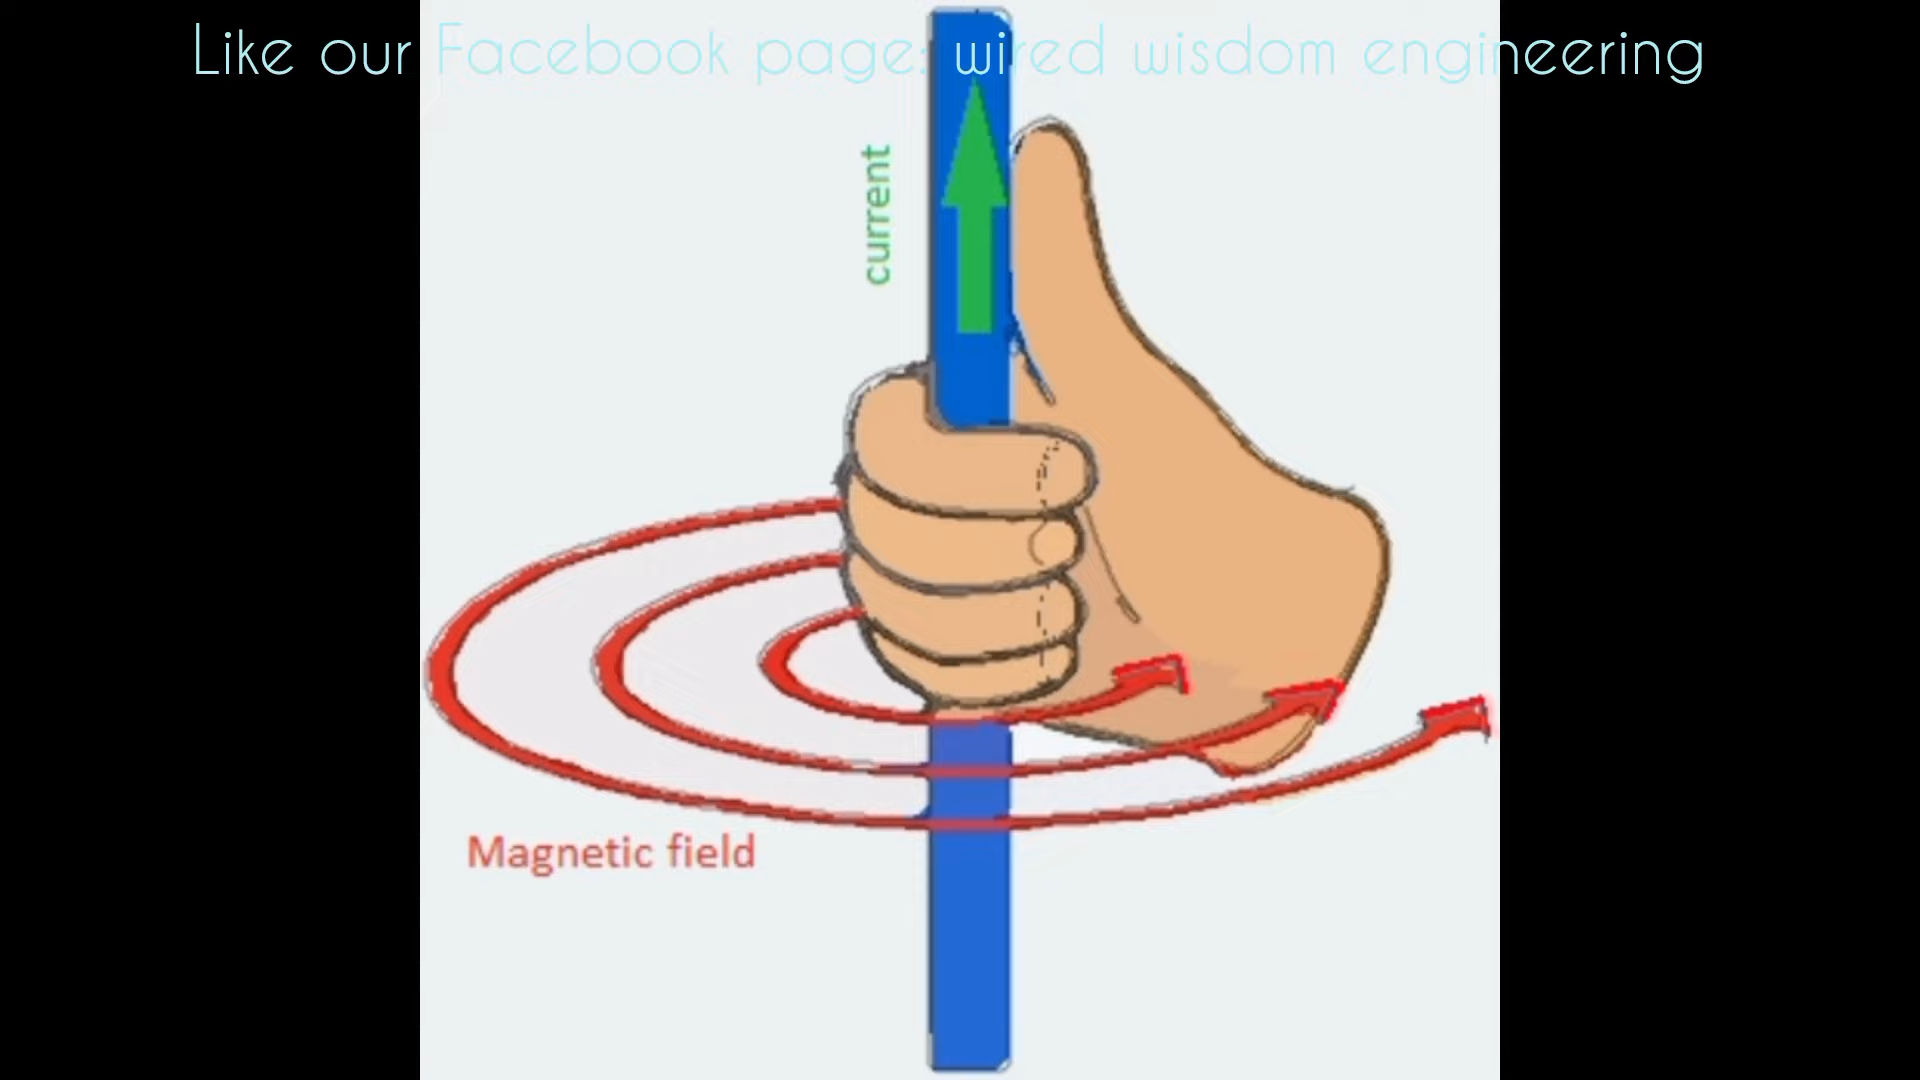 Like our Facebook page: wired wisdom engineering
current
Magnetic field